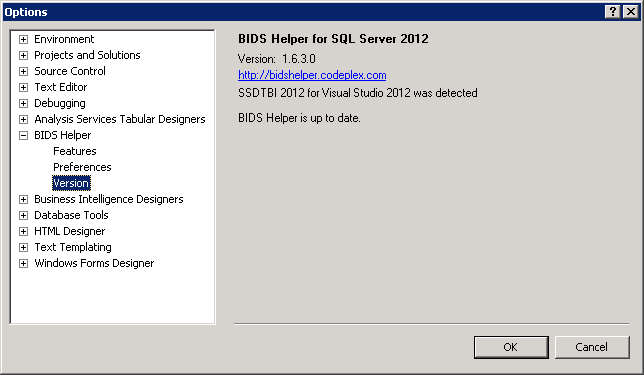 Options
Environment
Projects and Solutions
Source Control
Text Editor
Debugging
Analysis Services Tabular Designers
BIDS Helper
Features
Preferences
Version
Business Intelligence Designers
Database Tools
HTML Designer
Text Templating
Windows Forms Designer
BIDS Helper for SQL Server 2012
Version: 1.6.3.0
http://bidshelper.codeplex.com
SSDTBI 2012 for Visual Studio 2012 was detected
BIDS Helper is up to date.
OK
Cancel